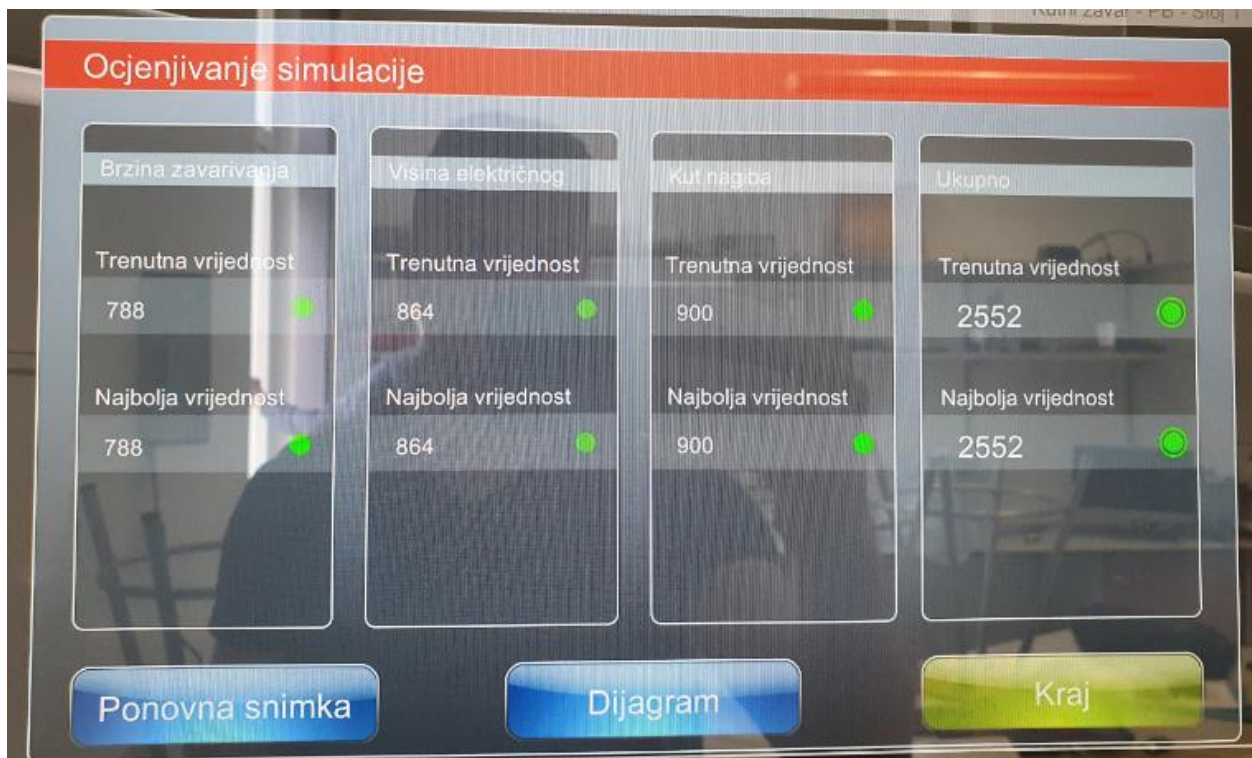 Kutni zavar - PB - Sloj 1
Ocjenjivanje simulacije
Brzina zavarivanja
Visina električnog
Kut nagiba
Ukupno
Trenutna vrijednost
Trenutna vrijednost
Trenutna vrijednost
Trenutna vrijednost
788
864
900
2552
Najbolja vrijednost
Najbolja vrijednost
Najbolja vrijednost
Najbolja vrijednost
788
864
900
2552
Ponovna snimka
Dijagram
Kraj